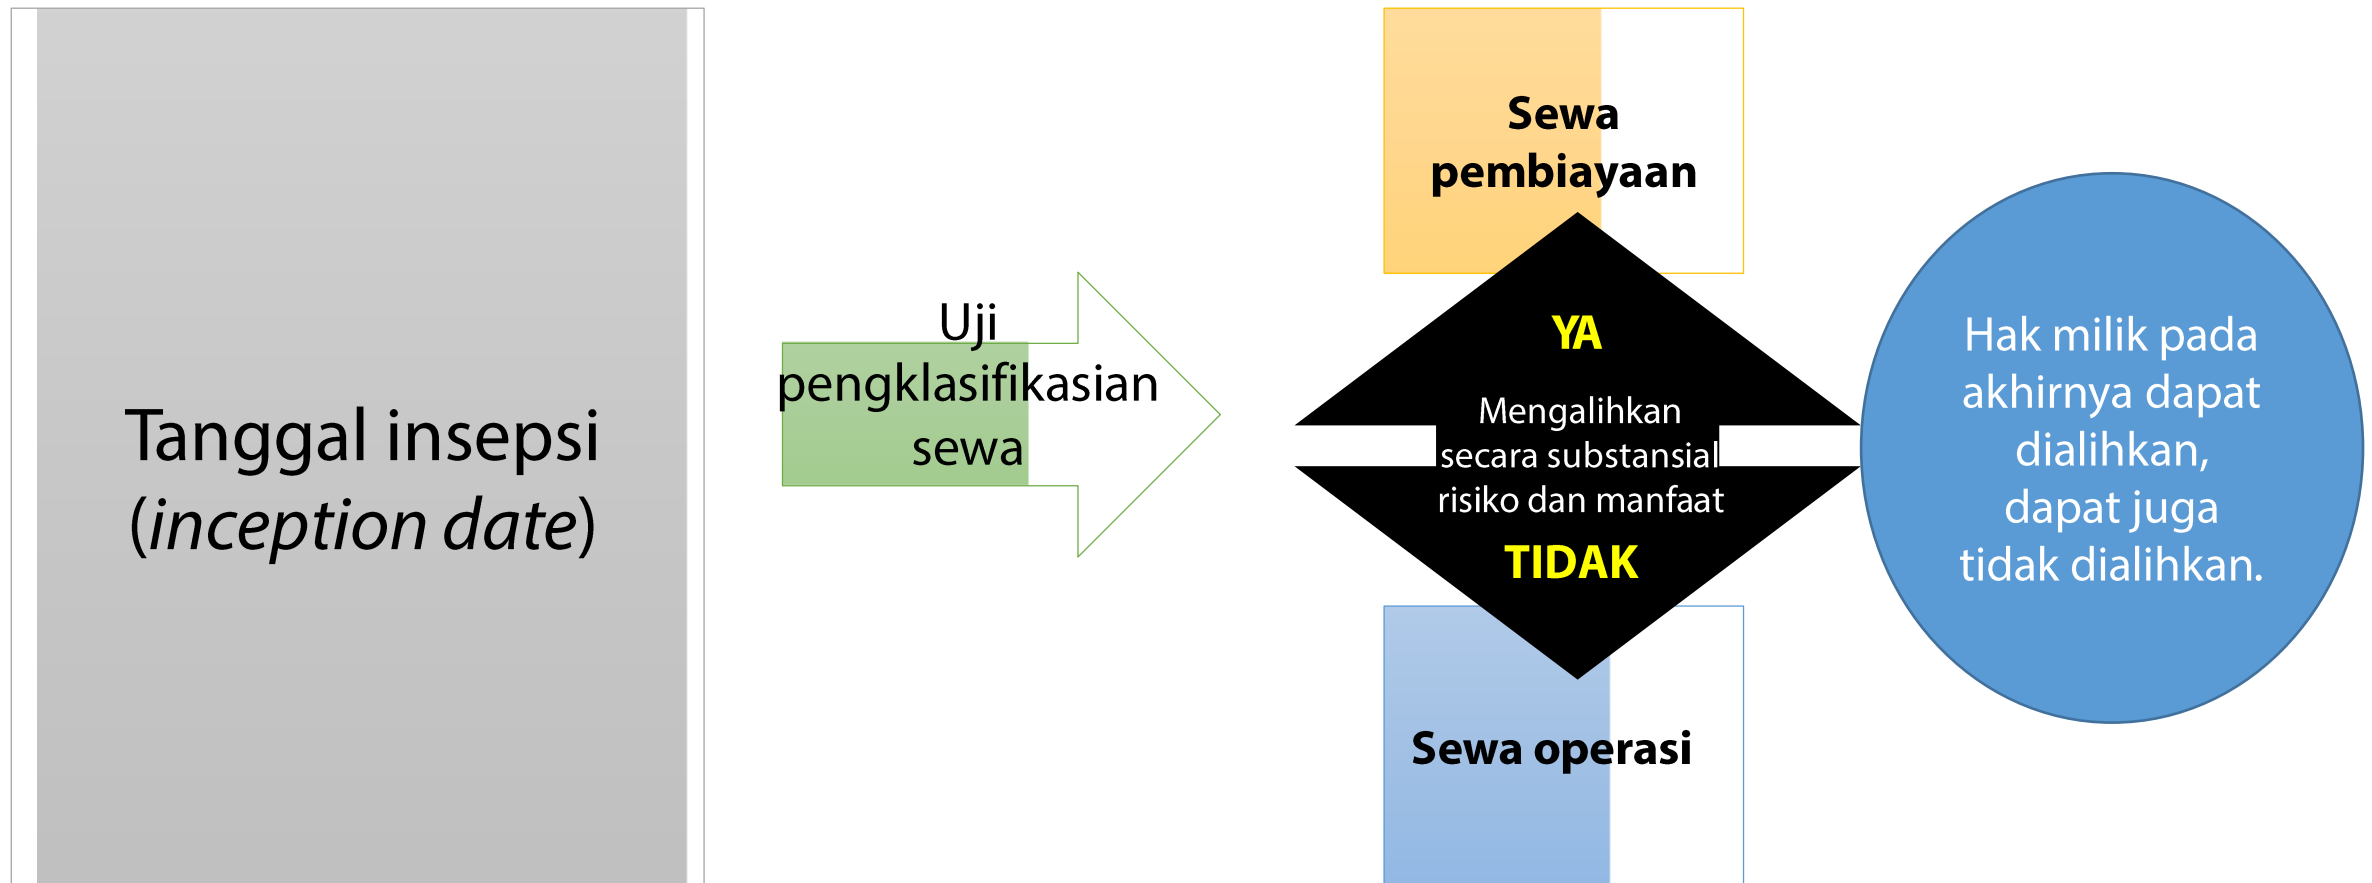 Tanggal insepsi
(inception date)
Uji
pengklasifikasian
sewa
Sewa
pembiayaan
YA
Mengalihkan
secara substansial
risiko dan manfaat
TIDAK
Sewa operasi
Hak milik pada
akhirnya dapat
dialihkan,
dapat juga
tidak dialihkan.